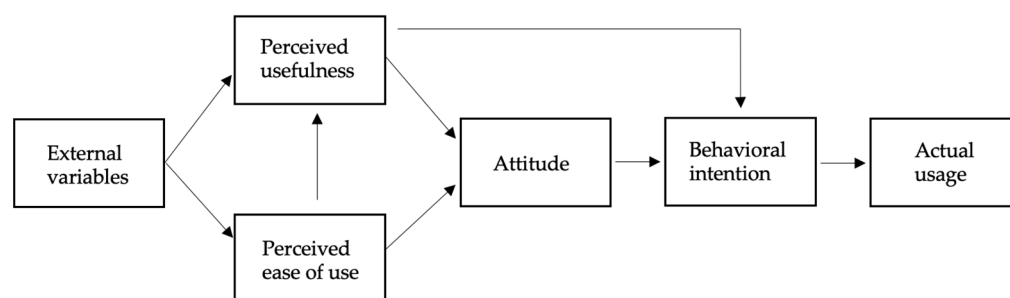 Perceived
usefulness
External
variables
Attitude
Behavioral
intention
Actual
usage
Perceived
ease of use